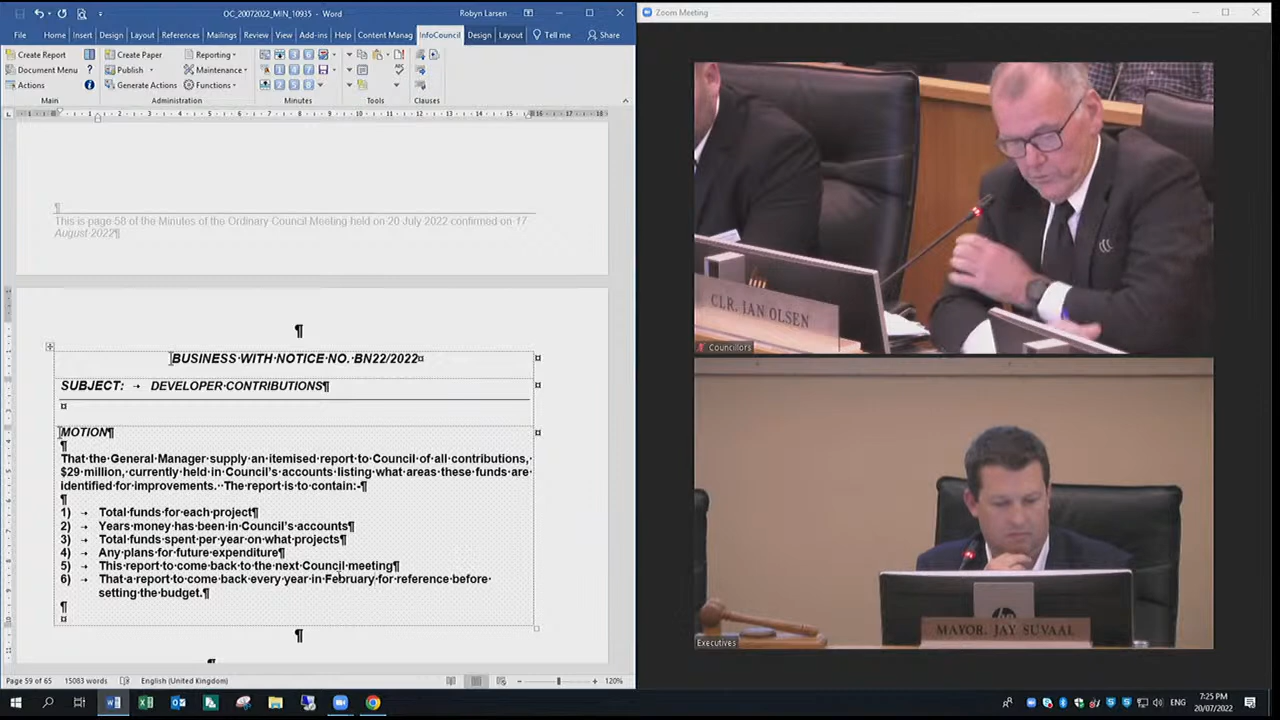 OC_20072022_MIN_10935 - Word
Robyn Larsen
Zoom Meeting
File Home Insert Design Layout References Mailings Review View Add-ins Help Content Manag InfoCouncil Design Layout Tell me Share
Create Report Create Paper Reporting
Document Menu Publish Maintenance
Actions Generate Actions Functions
Main Administration Minutes Tools Clauses
This is page 58 of the Minutes of the Ordinary Council Meeting held on 20 July 2022 confirmed on 17
August 2022
BUSINESS WITH NOTICE NO. BN22/2022
SUBJECT: DEVELOPER CONTRIBUTIONS
MOTION
That the General Manager supply an itemised report to Council of all contributions,
$29 million, currently held in Council's accounts listing what areas these funds are
identified for improvements. The report is to contain:-
1) Total funds for each project
2) Years money has been in Council's accounts
3) Total funds spent per year on what projects
4) Any plans for future expenditure
5) This report to come back to the next Council meeting
6) That a report to come back every year in February for reference before
setting the budget.
Page 59 of 65 15083 words English (United Kingdom) 120%
CLR. IAN OLSEN
Councillors
hp
MAYOR. JAY SUVAAL
Executives
ENG
7:25 PM
20/07/2022